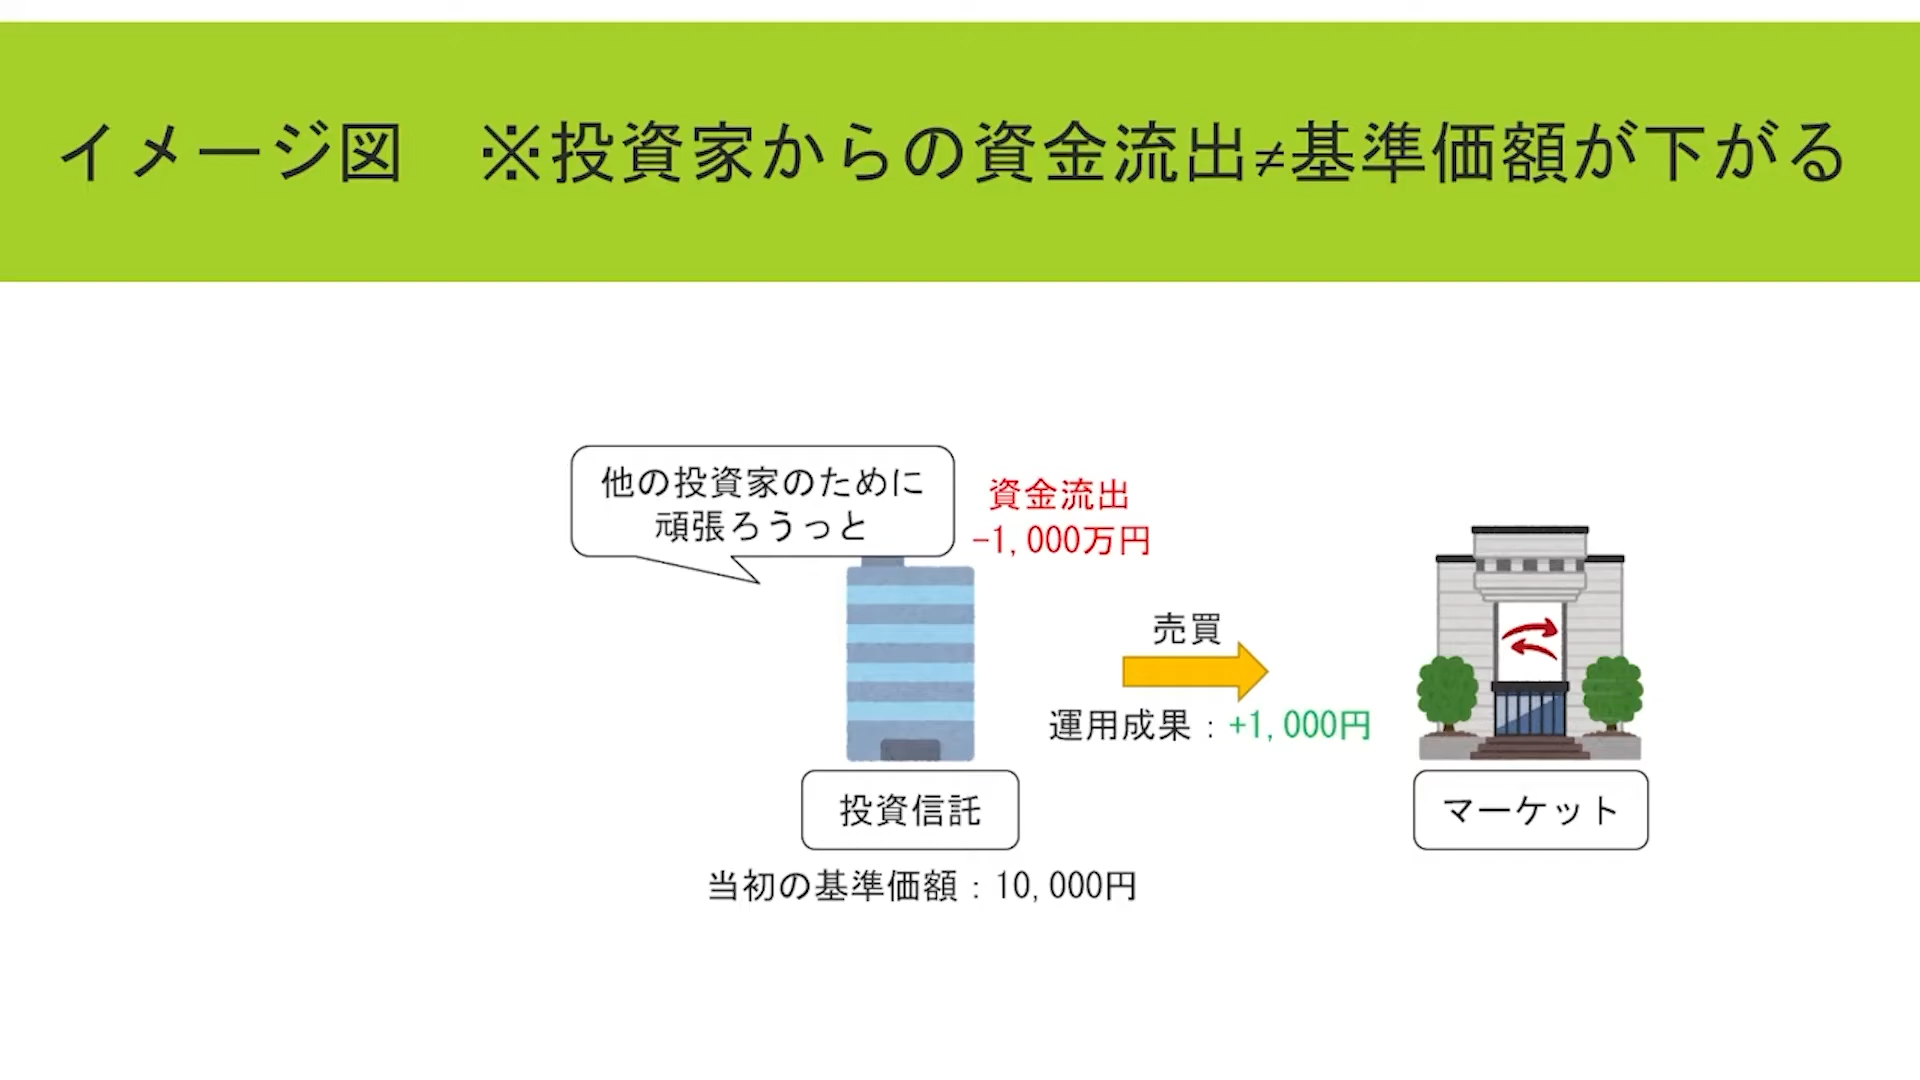 イメージ図　※投資家からの資金流出≠基準価額が下がる
他の投資家のために
頑張ろうっと
資金流出
-1,000万円
売買
運用成果：+1,000円
投資信託
マーケット
当初の基準価額：10,000円